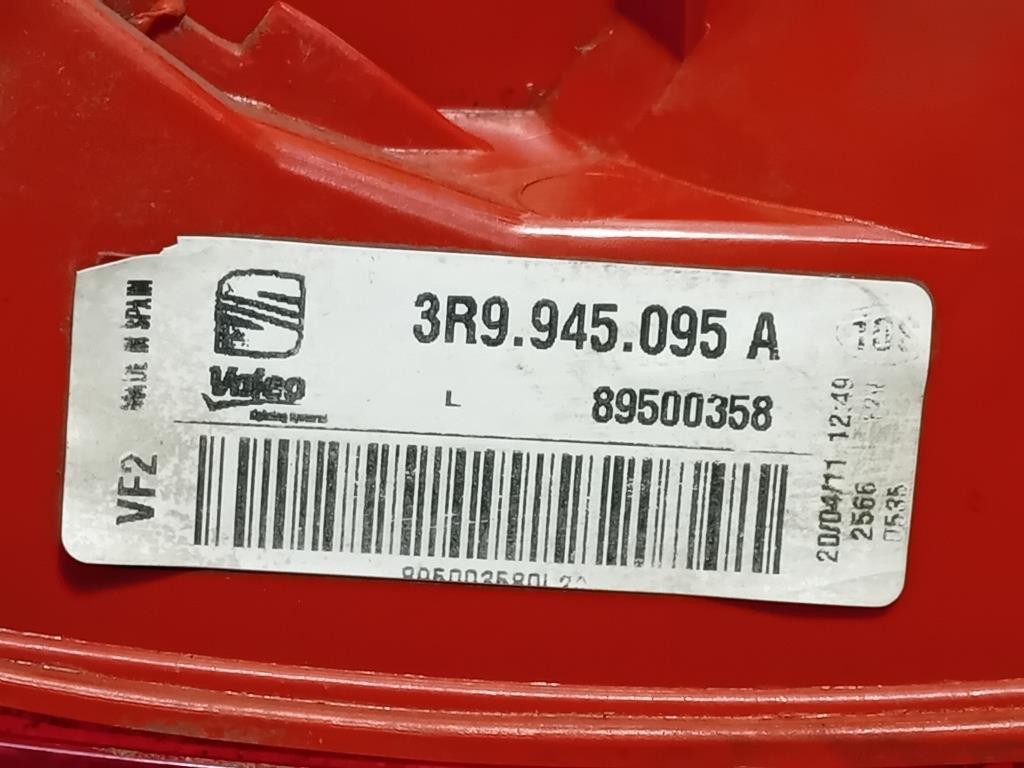 3R9.945.095 A
Valeo
L 89500358
MADE IN SPAIN
VF2
20/04/11 12:49
2566
0535